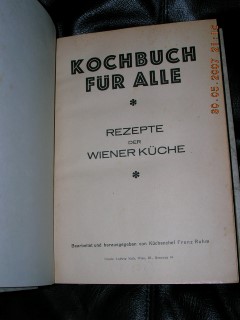 KOCHBUCH
FÜR ALLE
*
REZEPTE
DER
WIENER KÜCHE
*
Bearbeitet und herausgegeben von Küchenchef Franz Ruhm
30.05.2007